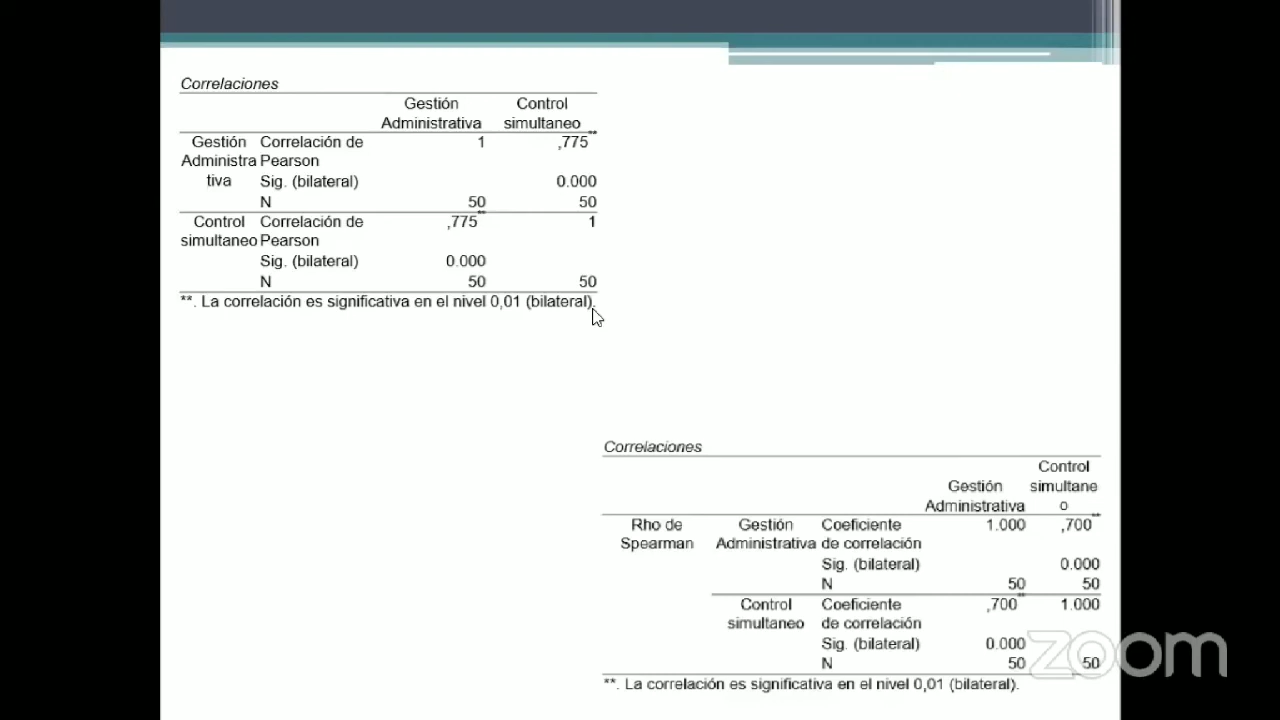 Correlaciones
Gestión Control
Administrativa simultaneo
Gestión Correlación de 1 ,775**
Administra Pearson
tiva Sig. (bilateral) 0.000
N 50 50
Control Correlación de ,775** 1
simultaneo Pearson
Sig. (bilateral) 0.000
N 50 50
**. La correlación es significativa en el nivel 0,01 (bilateral).
Correlaciones
Control
Gestión simultane
Administrativa o
Rho de Gestión Coeficiente 1.000 ,700**
Spearman Administrativa de correlación
Sig. (bilateral) 0.000
N 50 50
Control Coeficiente ,700** 1.000
simultaneo de correlación
Sig. (bilateral) 0.000
N 50 50
**. La correlación es significativa en el nivel 0,01 (bilateral).
zoom